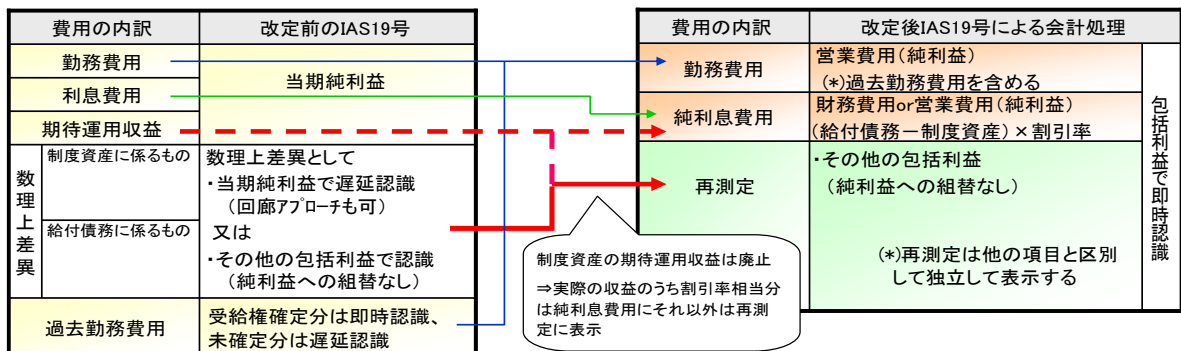 費用の内訳
改定前のIAS19号
勤務費用
利息費用
期待運用収益
当期純利益
数理上差異
制度資産に係るもの
給付債務に係るもの
数理上差異として
・当期純利益で遅延認識
(回廊アプローチも可)
又は
・その他の包括利益で認識
(純利益への組替なし)
過去勤務費用
受給権確定分は即時認識、
未確定分は遅延認識
費用の内訳
改定後IAS19号による会計処理
勤務費用
営業費用(純利益)
(*)過去勤務費用を含める
純利息費用
財務費用or営業費用(純利益)
(給付債務－制度資産)×割引率
再測定
・その他の包括利益
(純利益への組替なし)
(*)再測定は他の項目と区別
して独立して表示する
包括利益で即時認識
制度資産の期待運用収益は廃止
⇒実際の収益のうち割引率相当分
は純利息費用にそれ以外は再測
定に表示